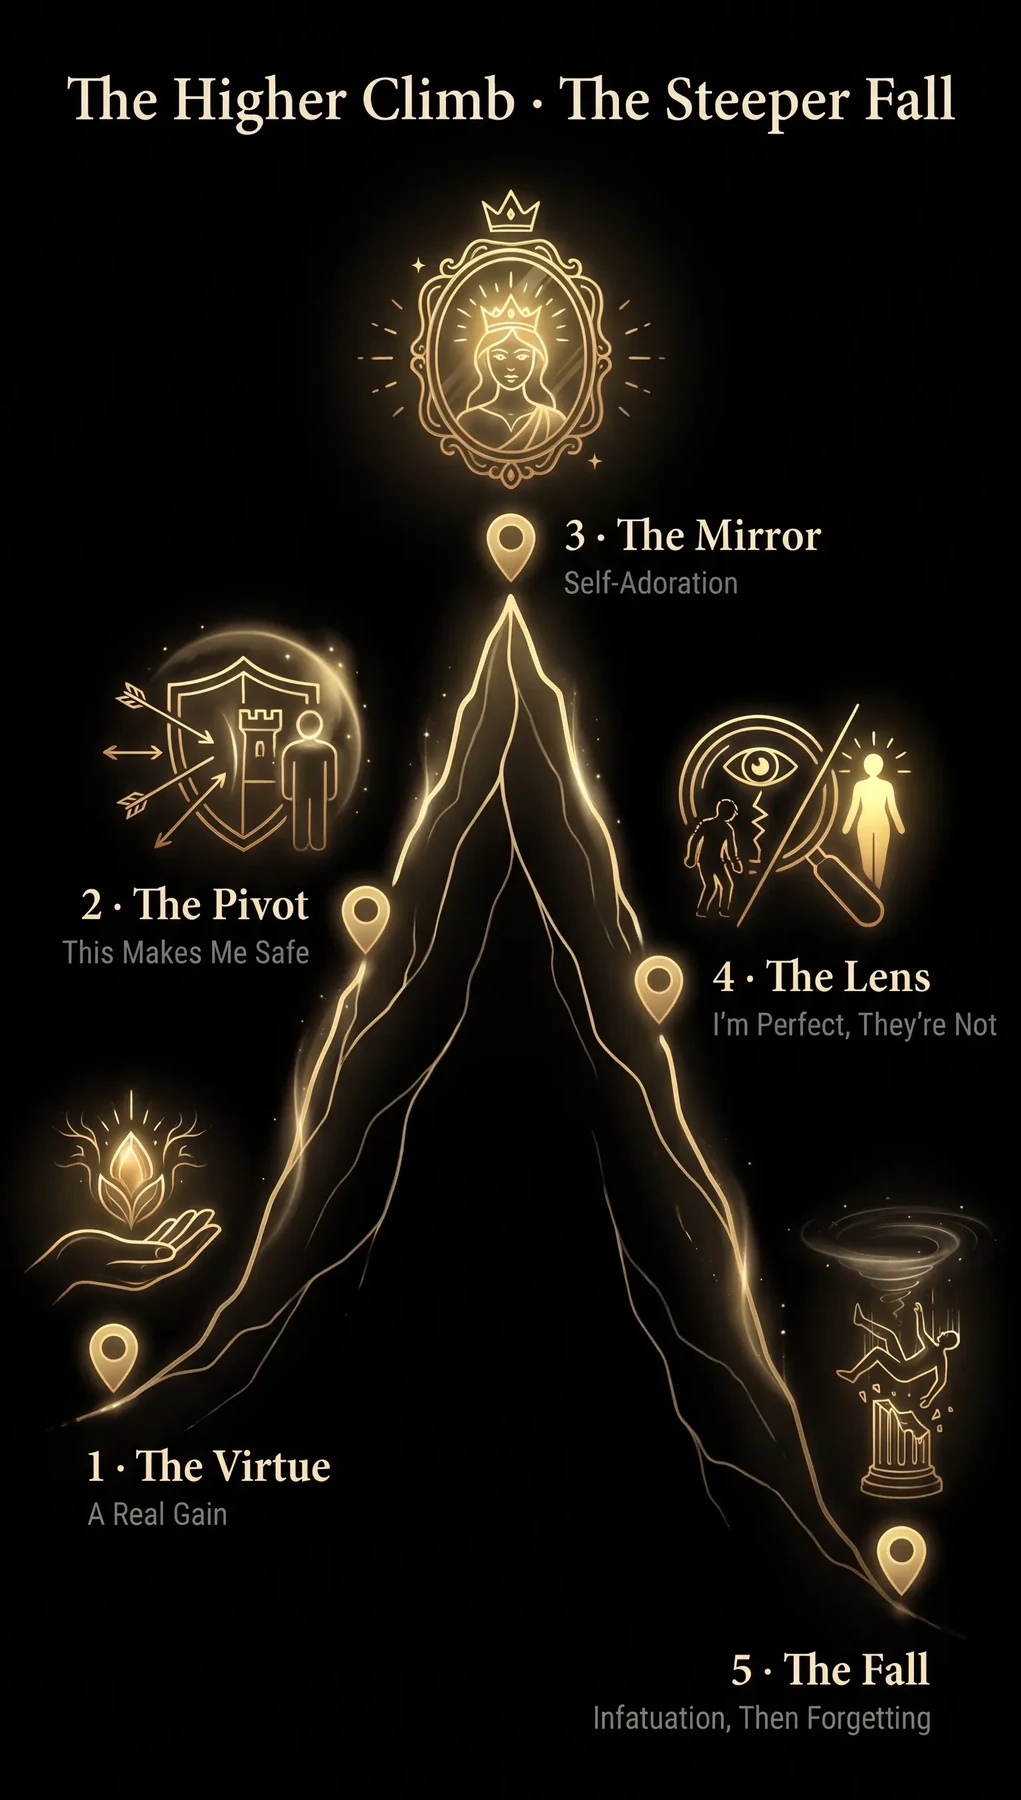 The Higher Climb · The Steeper Fall
3 · The Mirror
Self-Adoration
2 · The Pivot
This Makes Me Safe
4 · The Lens
I’m Perfect, They’re Not
1 · The Virtue
A Real Gain
5 · The Fall
Infatuation, Then Forgetting